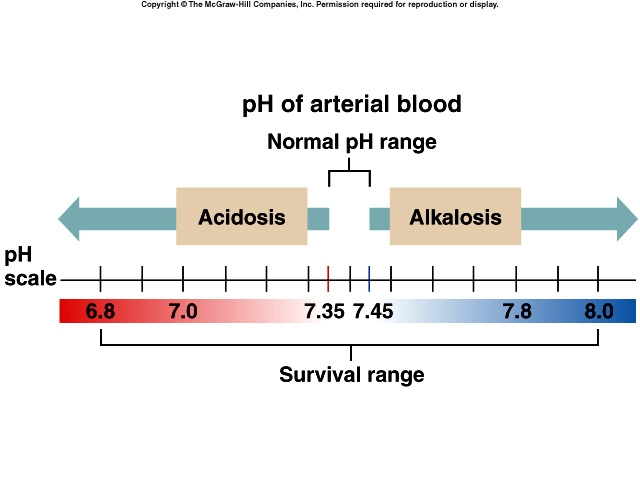 Copyright © The McGraw-Hill Companies, Inc. Permission required for reproduction or display.
pH of arterial blood
Normal pH range
Acidosis
Alkalosis
pH
scale
6.8 7.0 7.35 7.45 7.8 8.0
Survival range